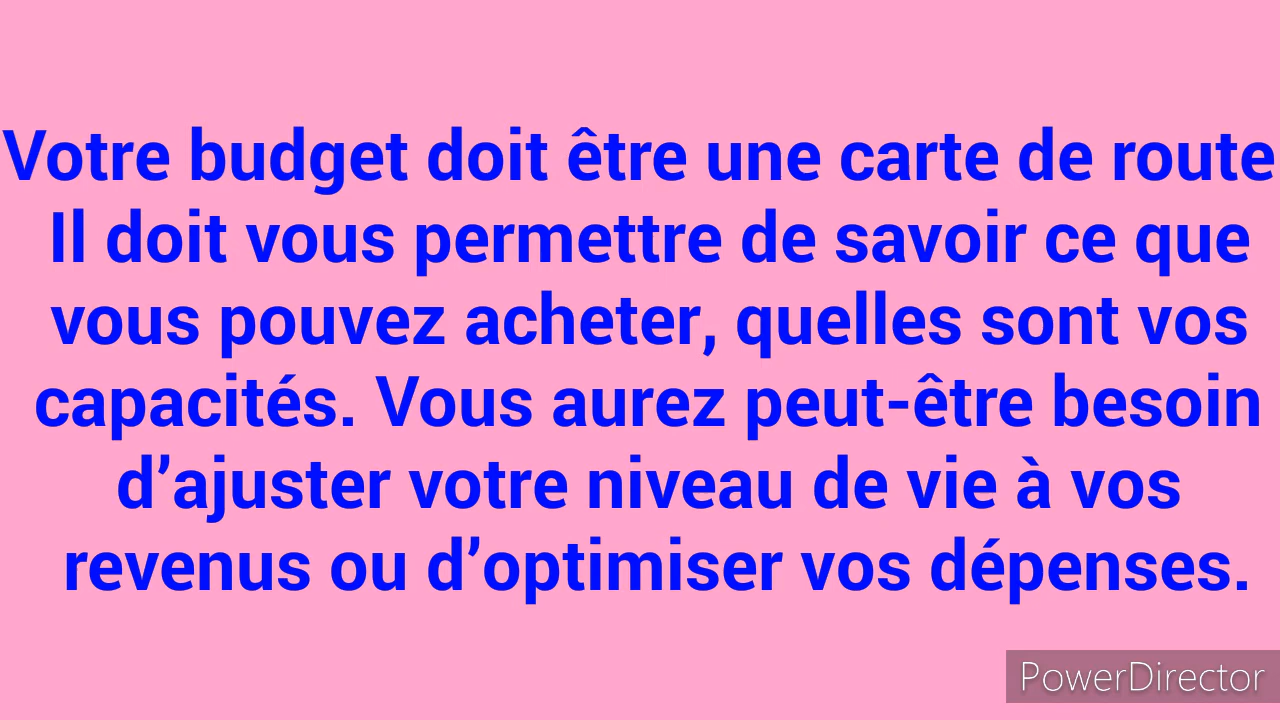 Votre budget doit être une carte de route
Il doit vous permettre de savoir ce que
vous pouvez acheter, quelles sont vos
capacités. Vous aurez peut-être besoin
d’ajuster votre niveau de vie à vos
revenus ou d’optimiser vos dépenses.
PowerDirector